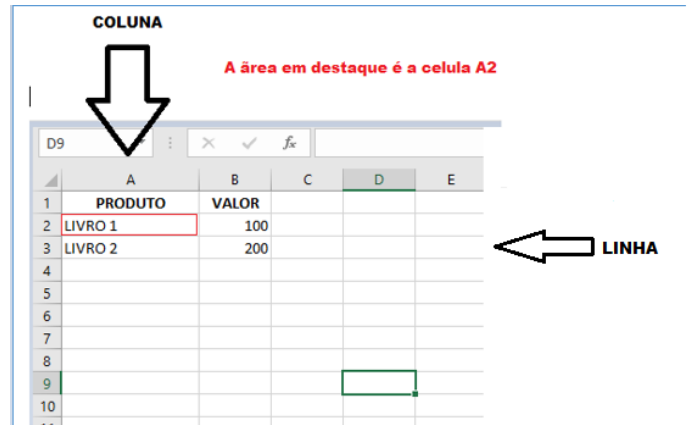 COLUNA
A ãrea em destaque é a celula A2
D9 fx
A B C D E
1 PRODUTO VALOR
2 LIVRO 1 100
3 LIVRO 2 200
LINHA
4
5
6
7
8
9
10